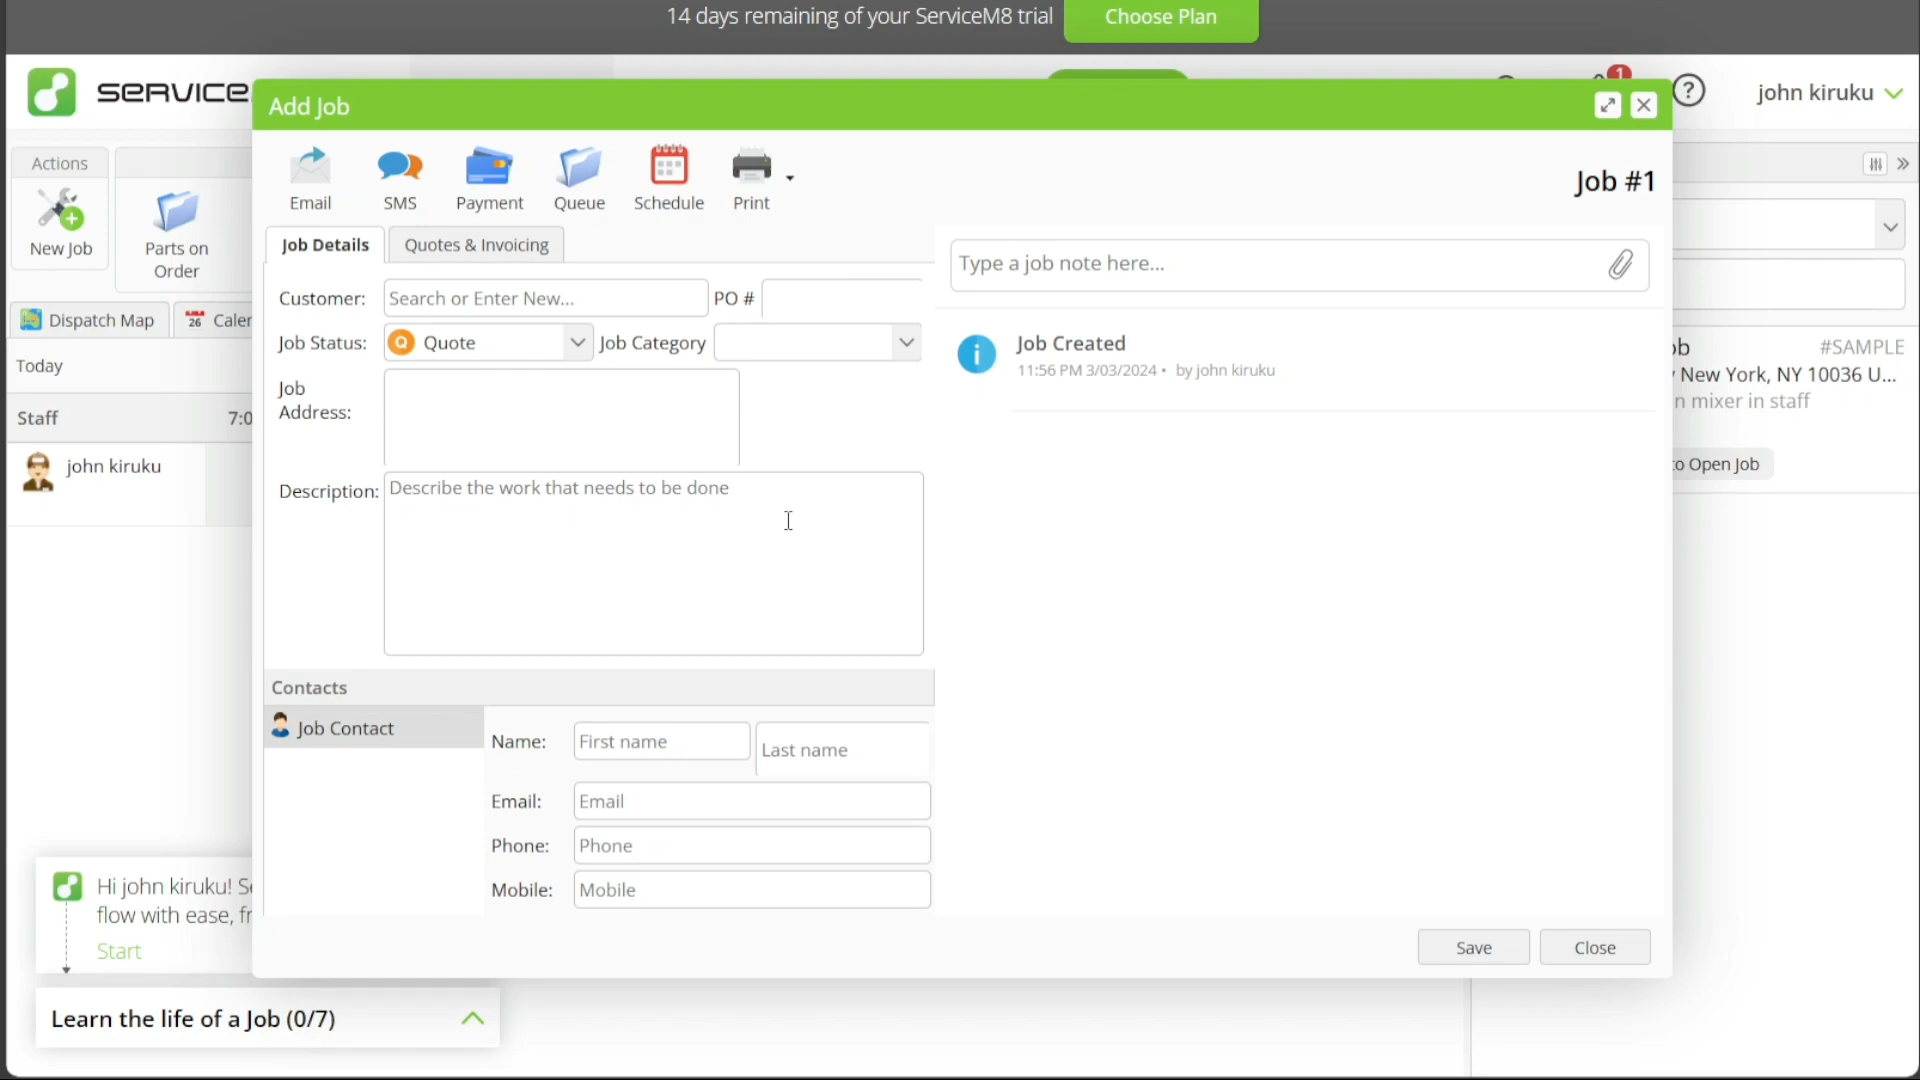 14 days remaining of your ServiceM8 trial
Choose Plan
SERVICE
1
?
john kiruku
Add Job
Actions
New Job
Parts on
Order
Email
SMS
Payment
Queue
Schedule
Print
Job #1
Job Details
Quotes & Invoicing
Type a job note here...
Customer:
Search or Enter New...
PO #
Job Status:
Q Quote
Job Category
Job
Address:
Job Created
11:56 PM 3/03/2024 • by john kiruku
Description:
Describe the work that needs to be done
Dispatch Map
26
Today
Staff
john kiruku
#SAMPLE
New York, NY 10036 U...
n mixer in staff
to Open Job
Contacts
Job Contact
Name:
First name
Last name
Email:
Email
Phone:
Phone
Mobile:
Mobile
Hi john kiruku!
flow with ease,
Start
Save
Close
Learn the life of a Job (0/7)